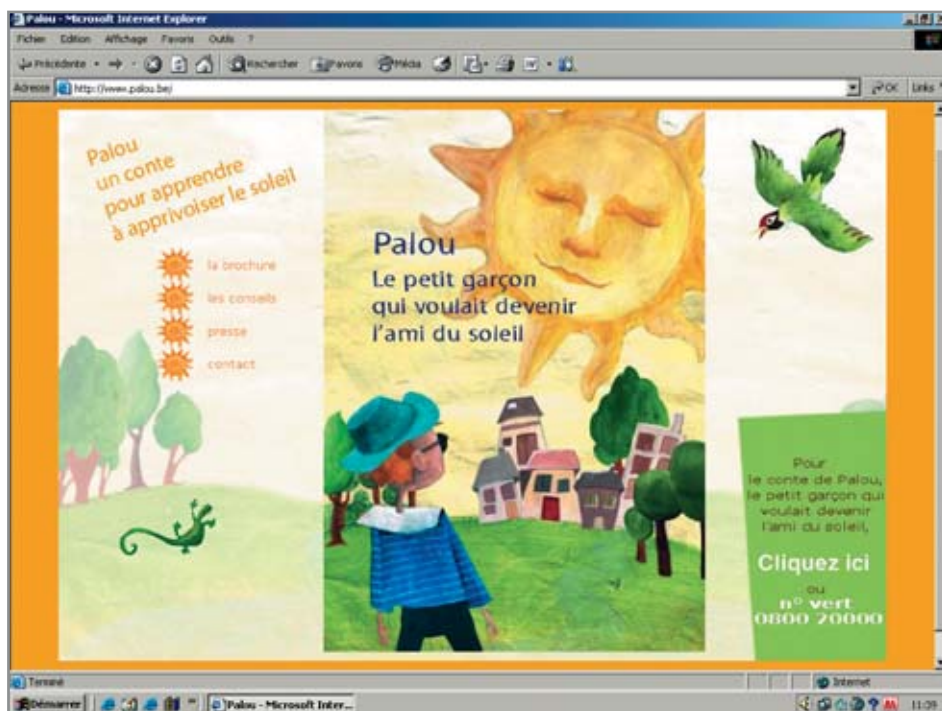 Palou - Microsoft Internet Explorer
Fichier Edition Affichage Favoris Outils ?
Précédente Rechercher Favoris Média
Adresse http://www.palou.be/ OK Links
Palou
un conte
pour apprendre
à apprivoiser le soleil
la brochure
les conseils
presse
contact
Palou
Le petit garçon
qui voulait devenir
l'ami du soleil
Pour
le conte de Palou,
le petit garçon qui
voulait devenir
l'ami du soleil,
Cliquez ici
ou
n° vert
0800 20000
Terminé Internet
Démarrer Palou - Microsoft Inter... 11:09